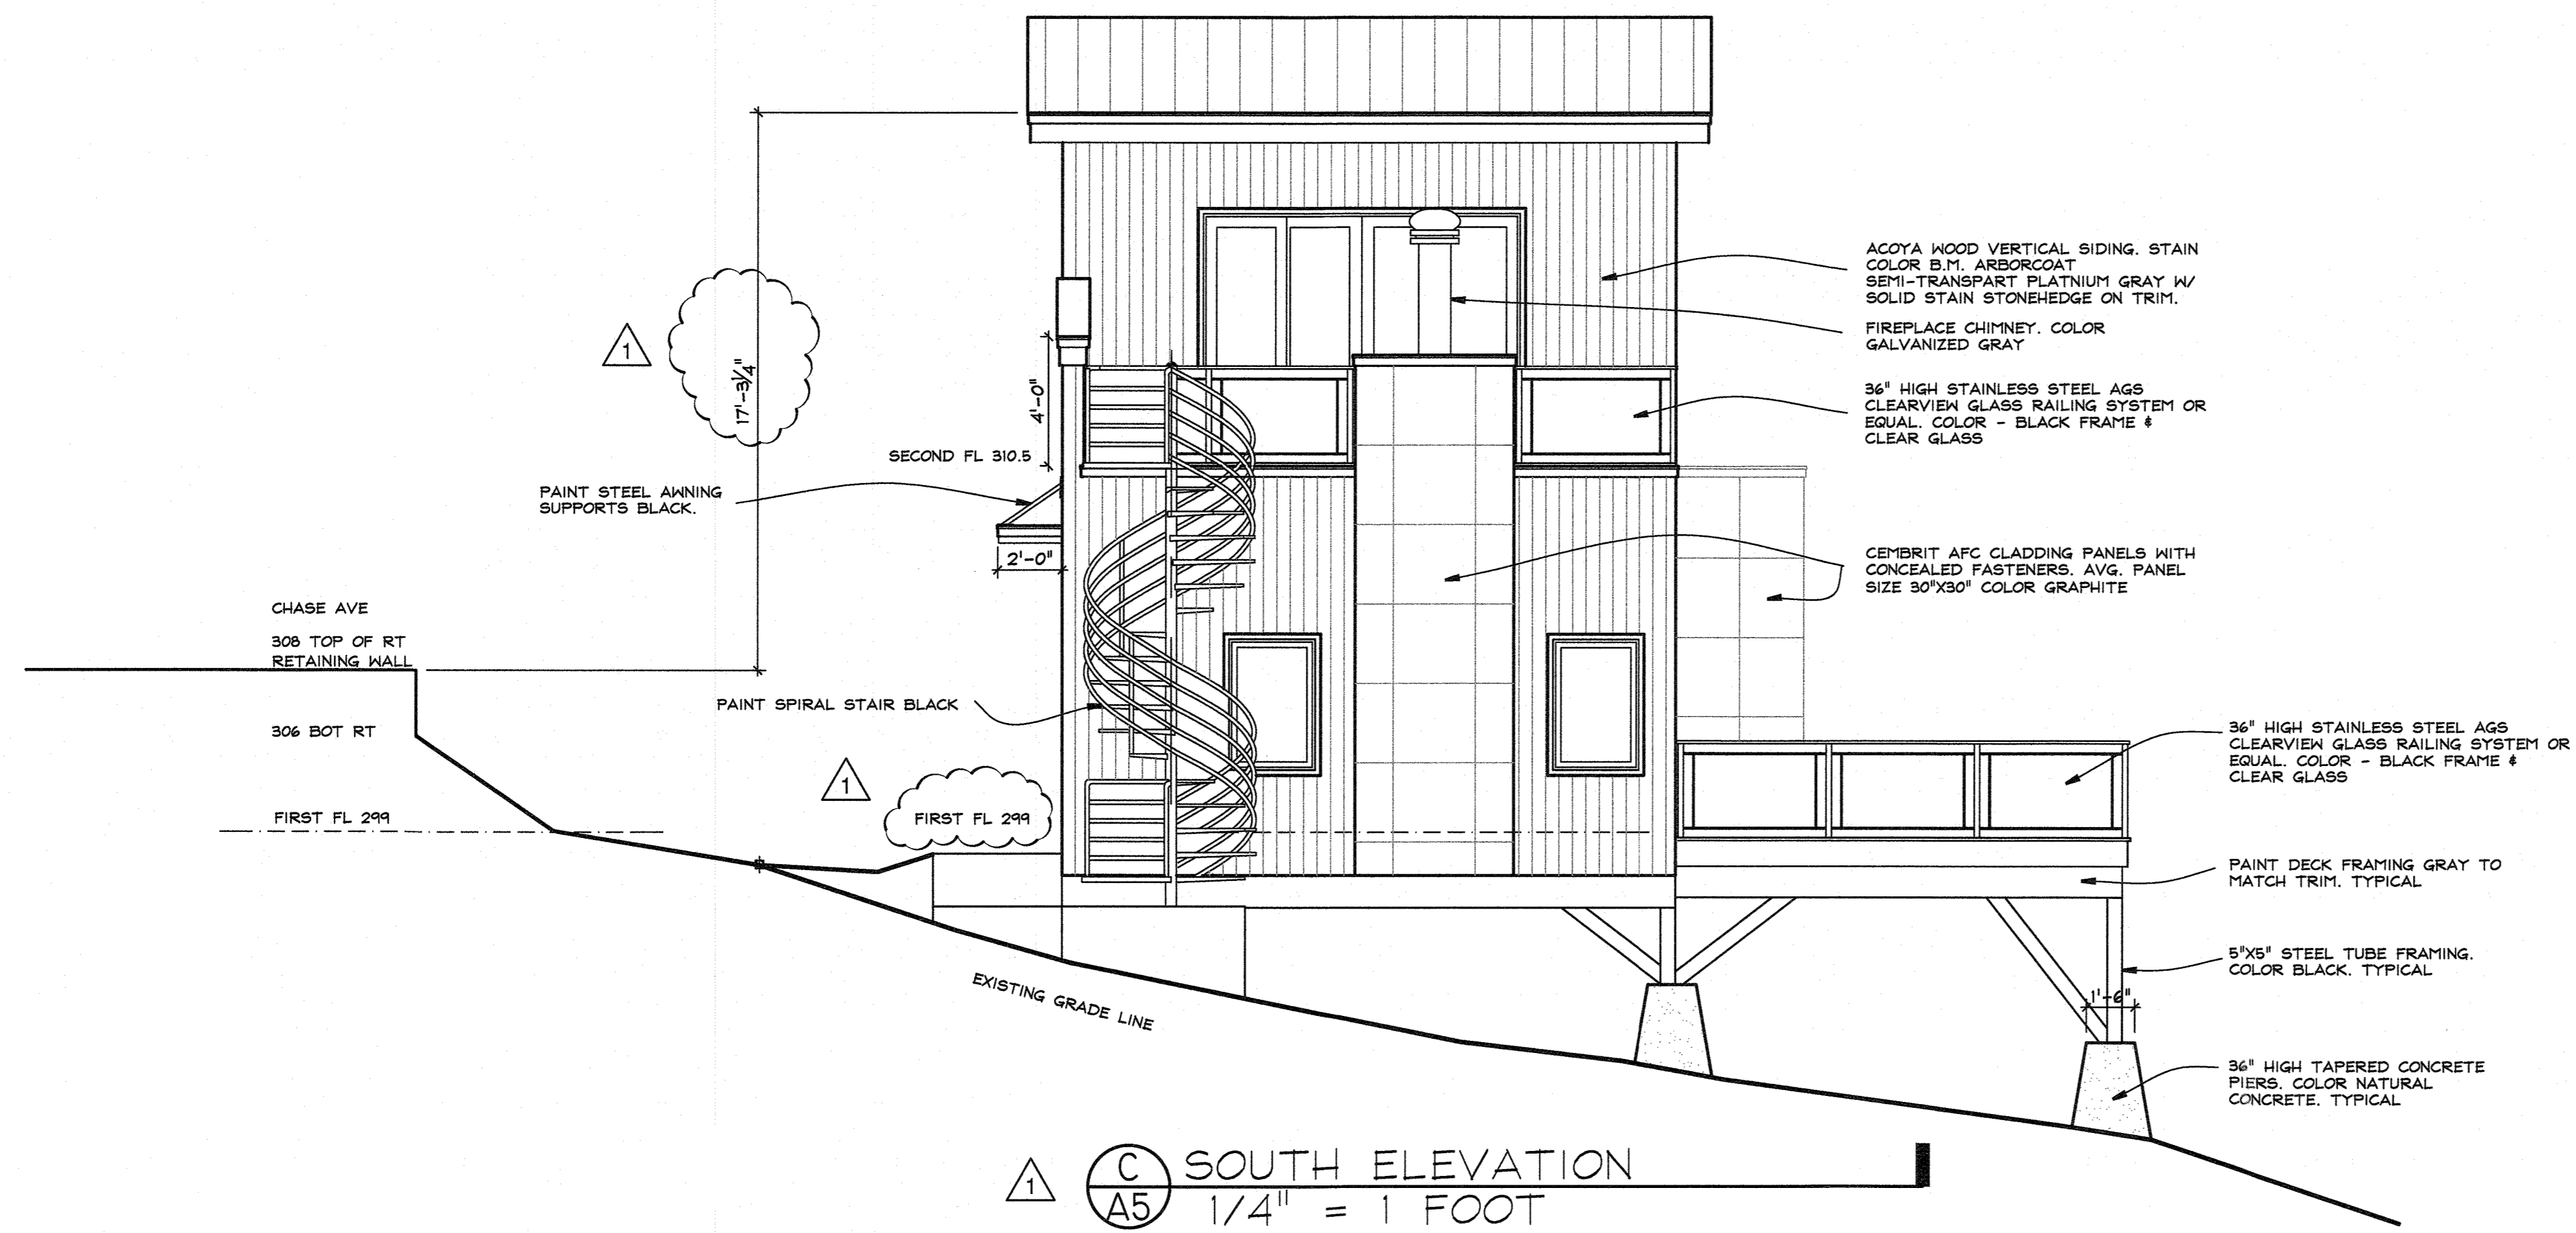 ACOYA WOOD VERTICAL SIDING. STAIN
COLOR B.M. ARBORCOAT
SEMI-TRANSPART PLATNIUM GRAY W/
SOLID STAIN STONEHEDGE ON TRIM.
FIREPLACE CHIMNEY. COLOR
GALVANIZED GRAY
1
17'-3¼"
4'-0"
36" HIGH STAINLESS STEEL AGS
CLEARVIEW GLASS RAILING SYSTEM OR
EQUAL. COLOR - BLACK FRAME &
CLEAR GLASS
SECOND FL 310.5
PAINT STEEL AWNING
SUPPORTS BLACK.
2'-0"
CEMBRIT AFC CLADDING PANELS WITH
CONCEALED FASTENERS. AVG. PANEL
SIZE 30"X30" COLOR GRAPHITE
CHASE AVE
308 TOP OF RT
RETAINING WALL
306 BOT RT
PAINT SPIRAL STAIR BLACK
36" HIGH STAINLESS STEEL AGS
CLEARVIEW GLASS RAILING SYSTEM OR
EQUAL. COLOR - BLACK FRAME &
CLEAR GLASS
1
FIRST FL 299
FIRST FL 299
PAINT DECK FRAMING GRAY TO
MATCH TRIM. TYPICAL
5"X5" STEEL TUBE FRAMING.
COLOR BLACK. TYPICAL
1'-6"
EXISTING GRADE LINE
36" HIGH TAPERED CONCRETE
PIERS. COLOR NATURAL
CONCRETE. TYPICAL
1
C
A5
SOUTH ELEVATION
1/4" = 1 FOOT